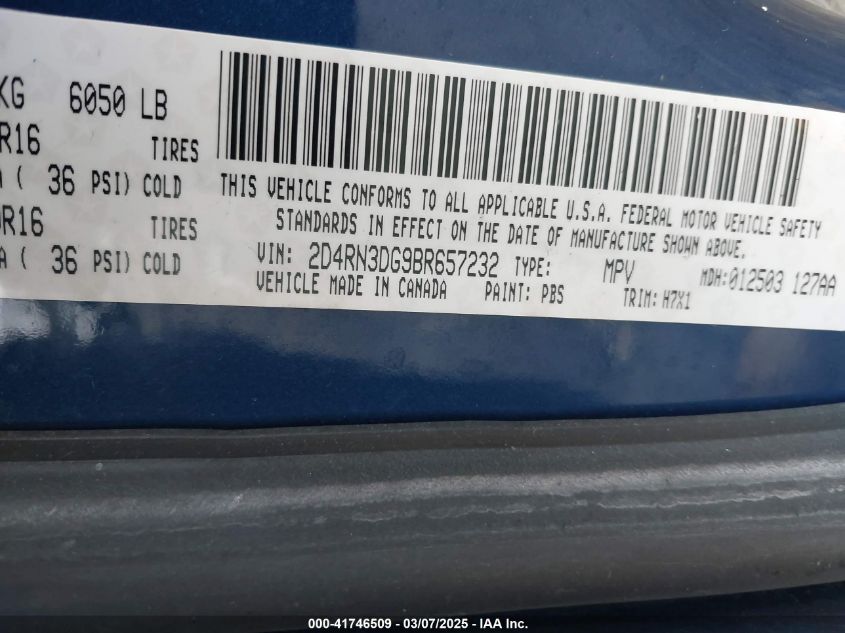 KG 6050 LB
R16 TIRES
A ( 36 PSI) COLD
0R16 TIRES
A ( 36 PSI) COLD
THIS VEHICLE CONFORMS TO ALL APPLICABLE U.S.A. FEDERAL MOTOR VEHICLE SAFETY
STANDARDS IN EFFECT ON THE DATE OF MANUFACTURE SHOWN ABOVE.
VIN: 2D4RN3DG9BR657232 TYPE: MPV MDH:012503 127AA
VEHICLE MADE IN CANADA PAINT: PBS TRIM: H7X1
000-41746509 - 03/07/2025 - IAA Inc.